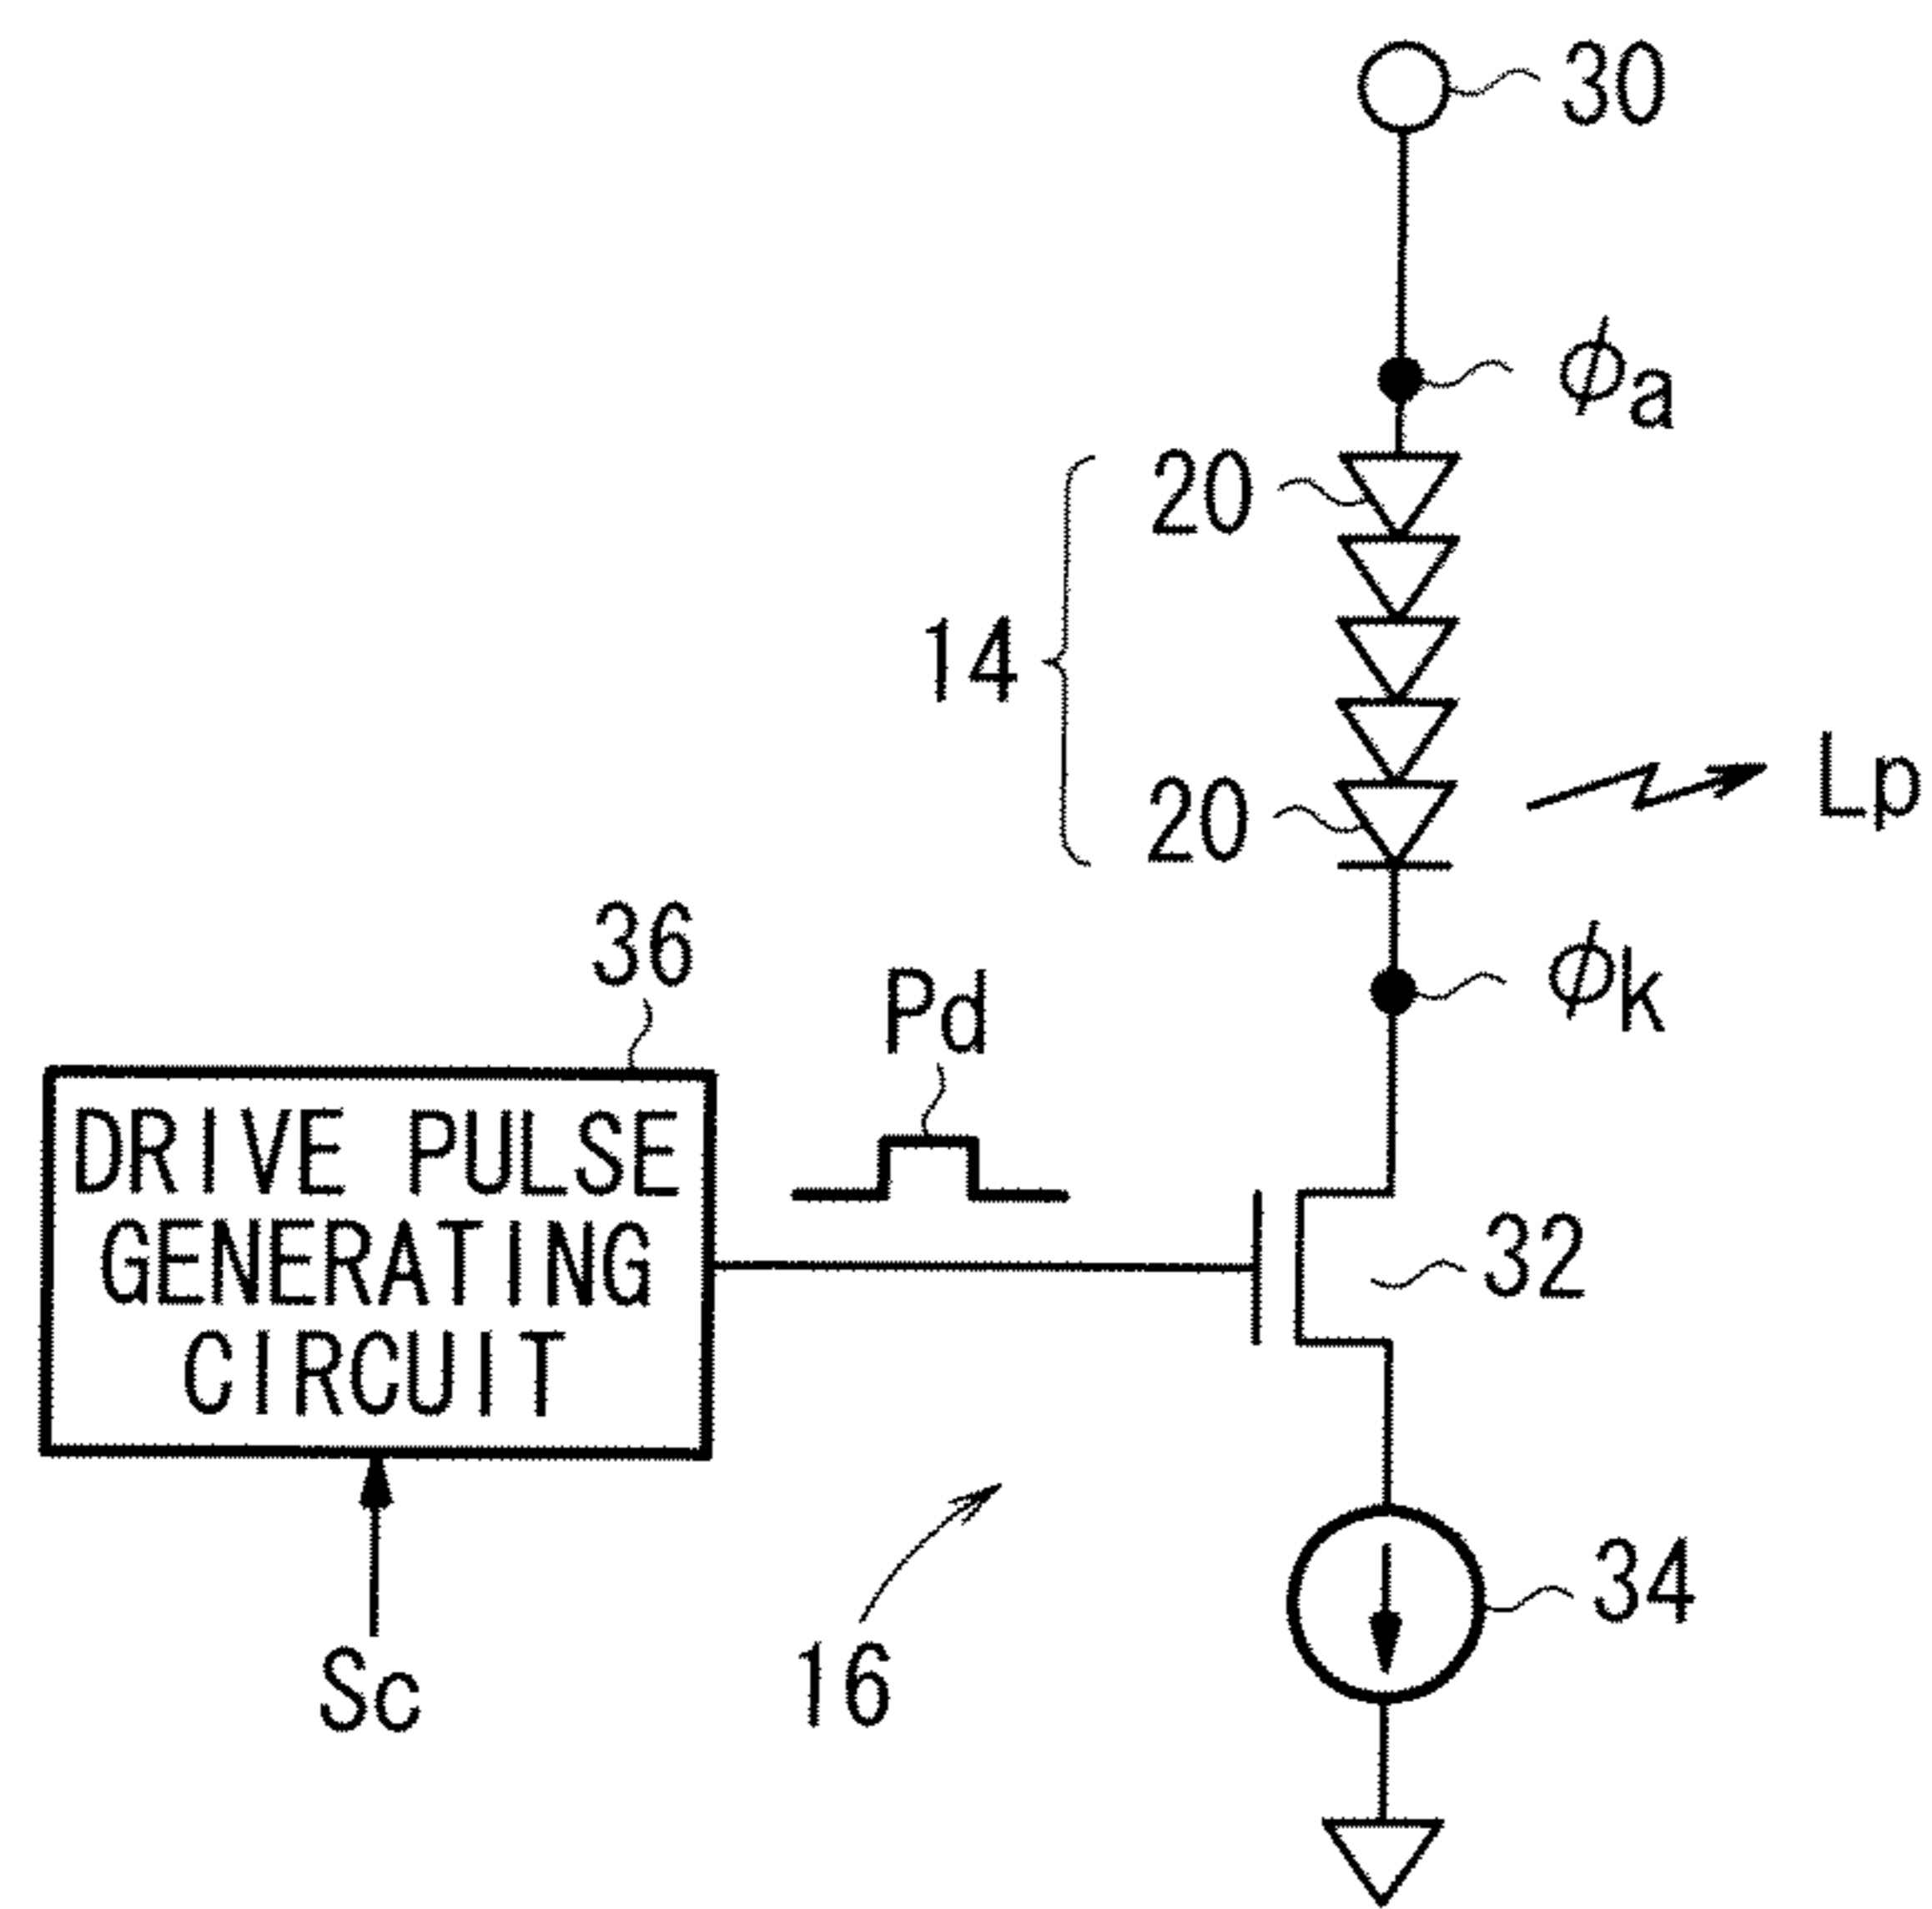 30
ϕa
20
14
20
Lp
36
Pd
ϕk
DRIVE PULSE
GENERATING
CIRCUIT
32
34
16
Sc